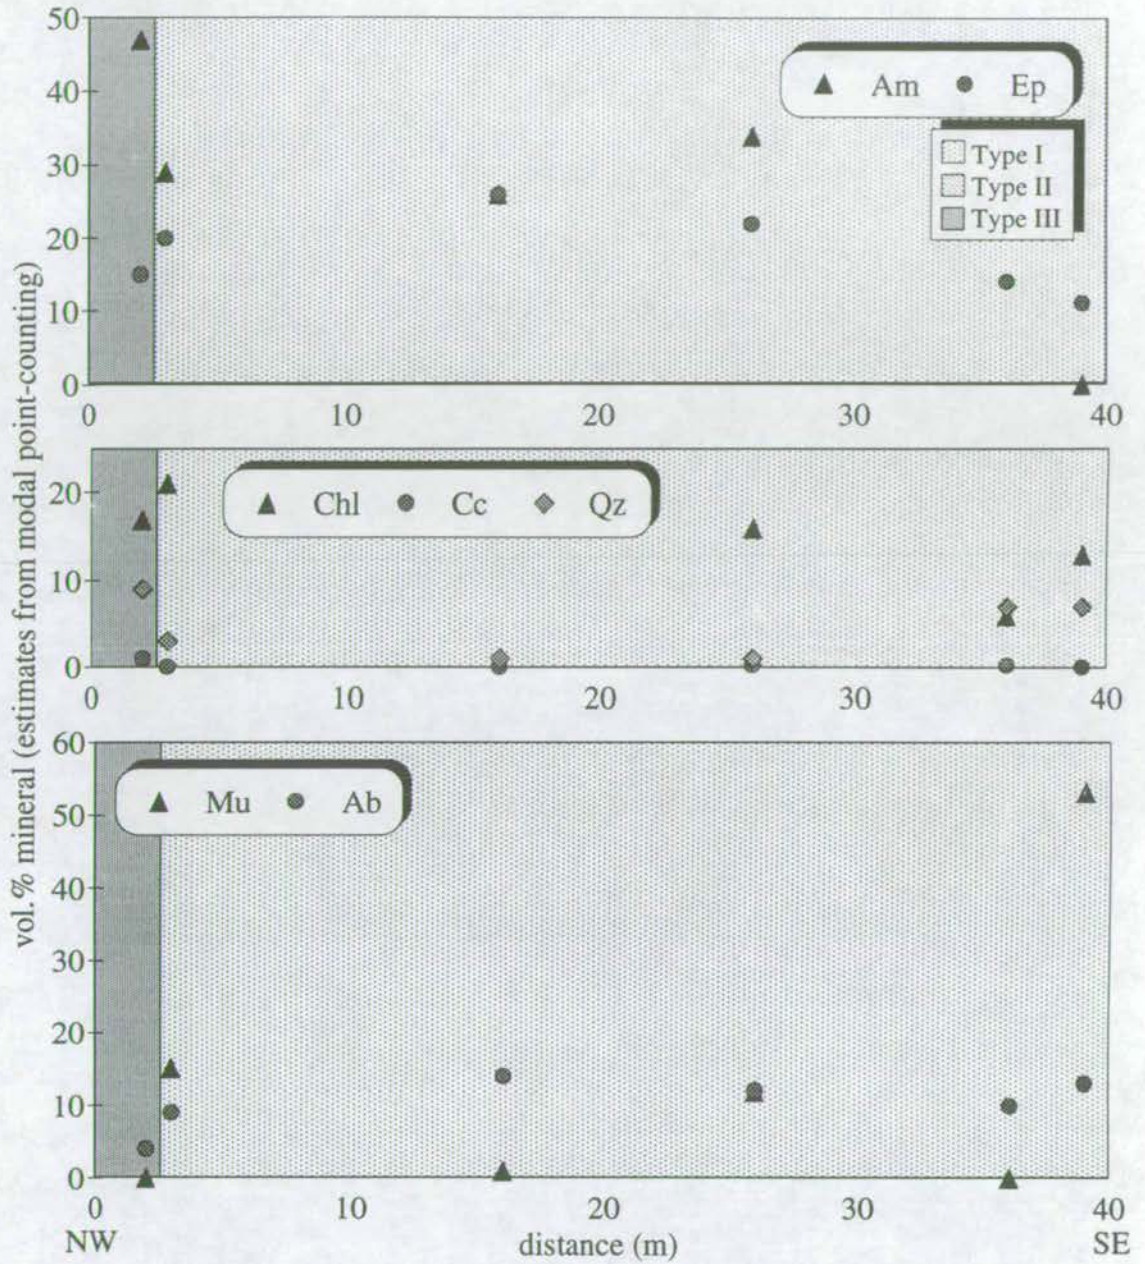 50
40
30
20
10
0
Am Ep
Type I
Type II
Type III
0 10 20 30 40
20
10
0
Chl Cc Qz
0 10 20 30 40
60
50
40
30
20
10
0
Mu Ab
0 10 20 30 40
NW distance (m) SE
vol.% mineral (estimates from modal point-counting)